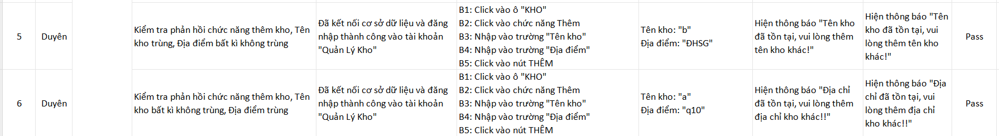 5
Duyên
Kiểm tra phản hồi chức năng thêm kho, Tên
kho trùng, Địa điểm bất kì không trùng
Đã kết nối cơ sở dữ liệu và đăng
nhập thành công vào tài khoản
"Quản Lý Kho"
B1: Click vào ô "KHO"
B2: Click vào chức năng Thêm
B3: Nhập vào trường "Tên kho"
B4: Nhập vào trường "Địa điểm"
B5: Click vào nút THÊM
Tên kho: "b"
Địa điểm: "ĐHSG"
Hiện thông báo "Tên kho
đã tồn tại, vui lòng thêm
tên kho khác!"
Hiện thông báo "Tên
kho đã tồn tại, vui
lòng thêm tên kho
khác!"
Pass
6
Duyên
Kiểm tra phản hồi chức năng thêm kho, Tên
kho bất kì không trùng, Địa điểm trùng
Đã kết nối cơ sở dữ liệu và đăng
nhập thành công vào tài khoản
"Quản Lý Kho"
B1: Click vào ô "KHO"
B2: Click vào chức năng Thêm
B3: Nhập vào trường "Tên kho"
B4: Nhập vào trường "Địa điểm"
B5: Click vào nút THÊM
Tên kho: "a"
Địa điểm: "q10"
Hiện thông báo "Địa chỉ
đã tồn tại, vui lòng thêm
địa chỉ kho khác!!"
Hiện thông báo "Địa
chỉ đã tồn tại, vui
lòng thêm địa chỉ
kho khác!!"
Pass